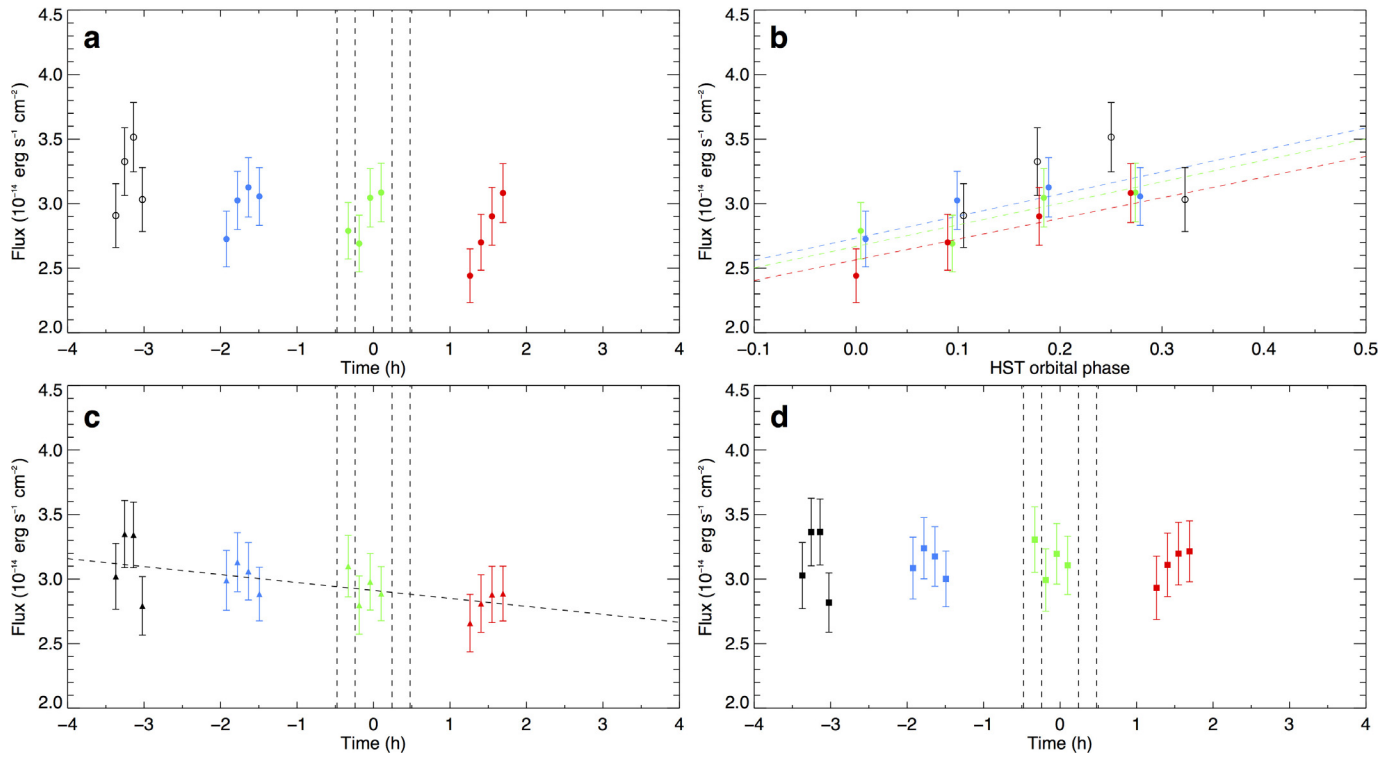 a
4.5
4.0
3.5
3.0
2.5
2.0
Flux (10⁻¹⁴ erg s⁻¹ cm⁻²)
−4 −3 −2 −1 0 1 2 3 4
Time (h)
b
4.5
4.0
3.5
3.0
2.5
2.0
Flux (10⁻¹⁴ erg s⁻¹ cm⁻²)
−0.1 0.0 0.1 0.2 0.3 0.4 0.5
HST orbital phase
c
4.5
4.0
3.5
3.0
2.5
2.0
Flux (10⁻¹⁴ erg s⁻¹ cm⁻²)
−4 −3 −2 −1 0 1 2 3 4
Time (h)
d
4.5
4.0
3.5
3.0
2.5
2.0
Flux (10⁻¹⁴ erg s⁻¹ cm⁻²)
−4 −3 −2 −1 0 1 2 3 4
Time (h)